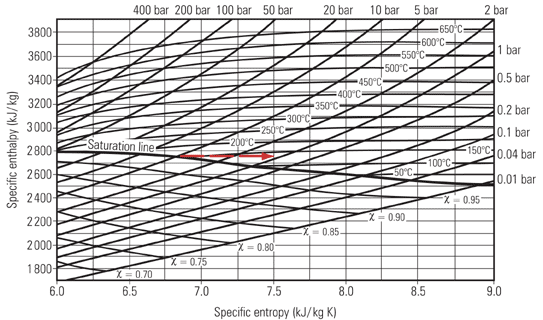 400 bar 200 bar 100 bar 50 bar 20 bar 10 bar 5 bar 2 bar
3800
3600
3400
3200
3000
2800
2600
2400
2200
2000
1800
Specific enthalpy (kJ/kg)
650°C
600°C
550°C
500°C
450°C
400°C
350°C
300°C
250°C
200°C
150°C
100°C
50°C
1 bar
0.5 bar
0.2 bar
0.1 bar
0.04 bar
0.01 bar
Saturation line
χ = 0.95
χ = 0.90
χ = 0.85
χ = 0.80
χ = 0.75
χ = 0.70
6.0 6.5 7.0 7.5 8.0 8.5 9.0
Specific entropy (kJ/kg K)